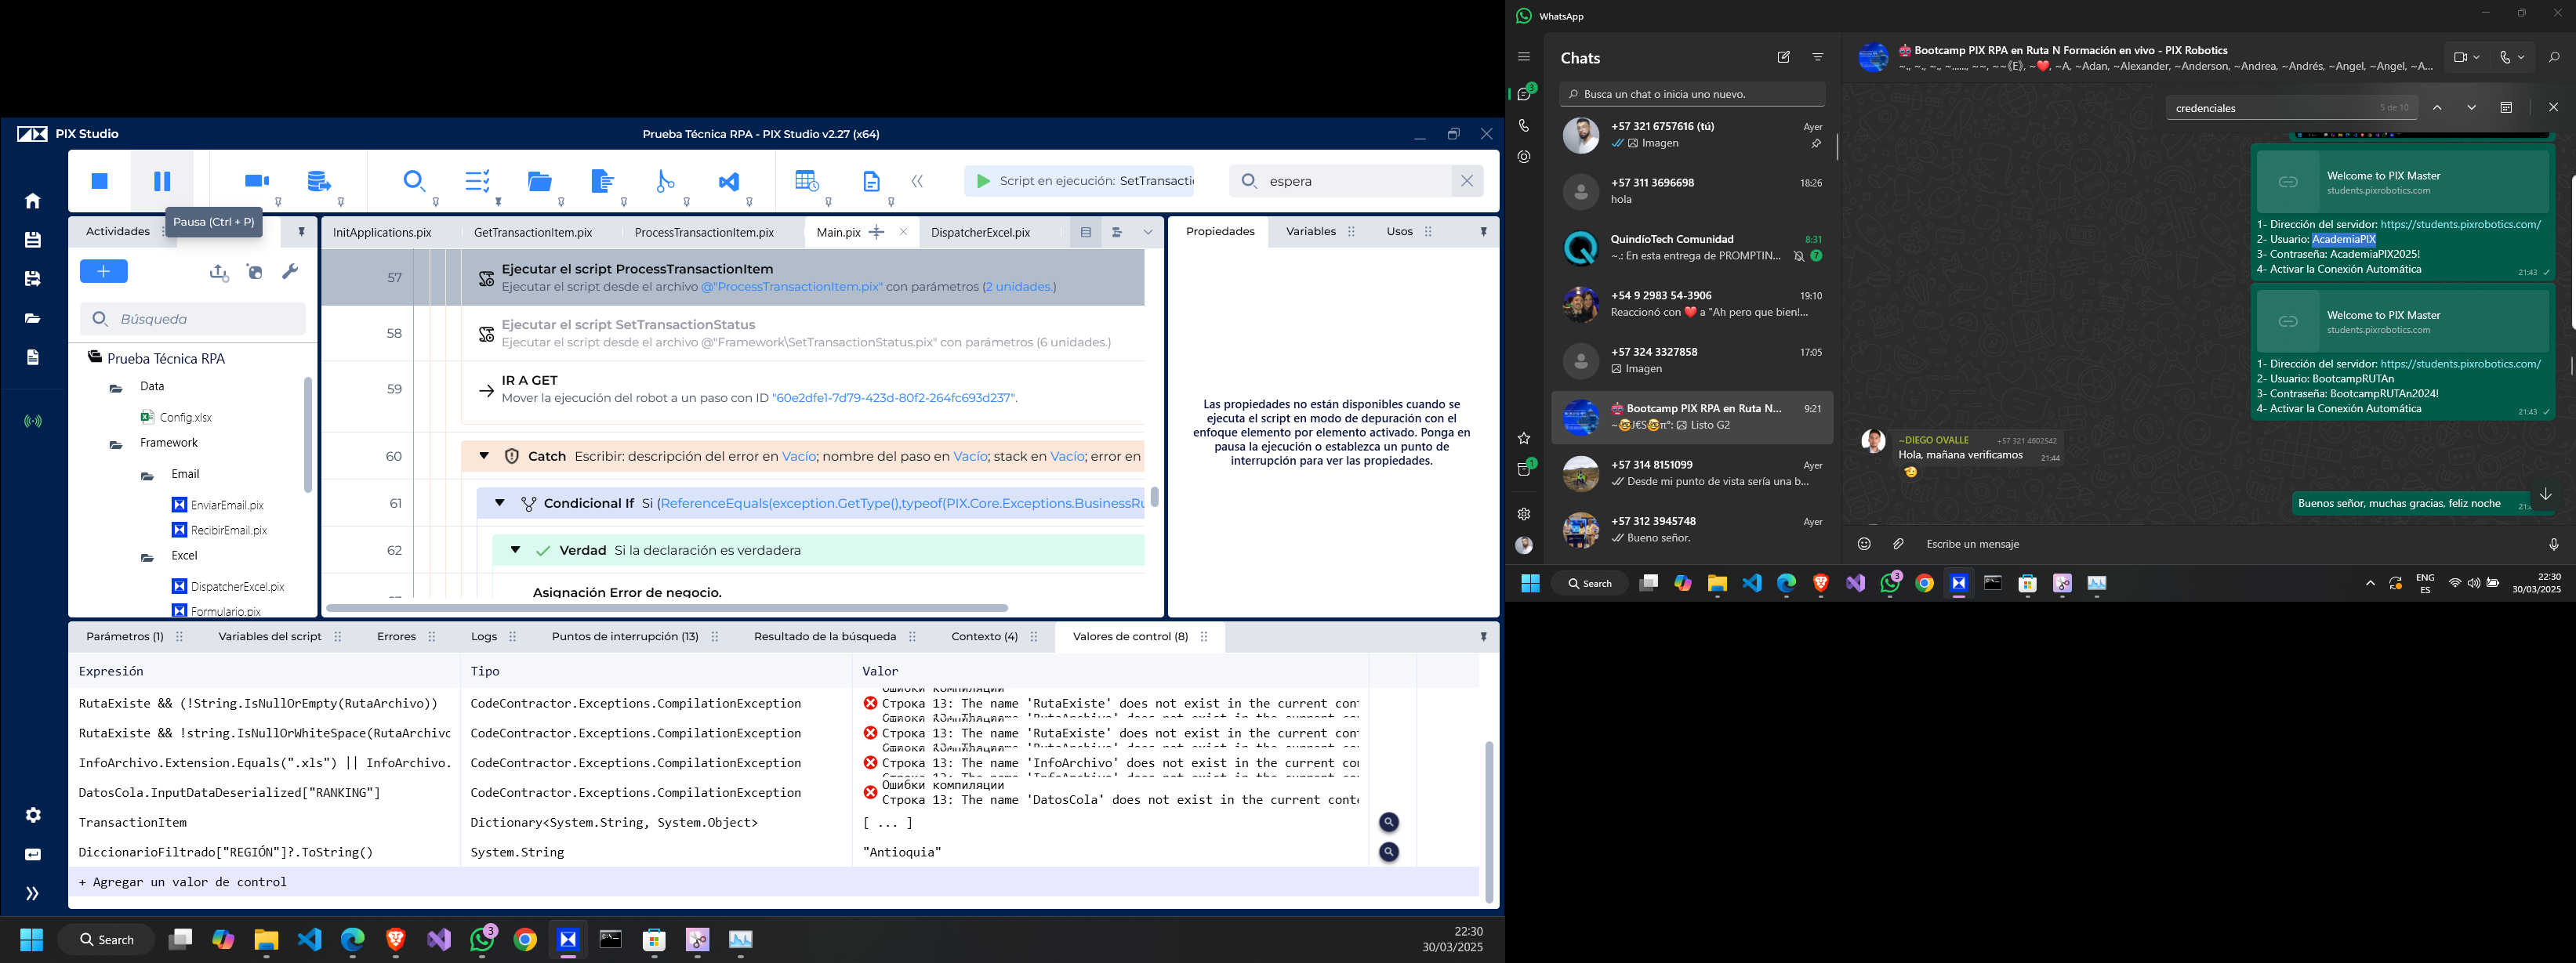 PIX Studio
Prueba Técnica RPA - PIX Studio v2.27 (x64)
Script en ejecución: SetTransacti
espera
Pausa (Ctrl + P)
Actividades
InitApplications.pix
GetTransactionItem.pix
ProcessTransactionItem.pix
Main.pix
DispatcherExcel.pix
Búsqueda
Prueba Técnica RPA
Data
Config.xlsx
Framework
Email
EnviarEmail.pix
RecibirEmail.pix
Excel
DispatcherExcel.pix
Formulario.pix
57
Ejecutar el script ProcessTransactionItem
Ejecutar el script desde el archivo @"ProcessTransactionItem.pix" con parámetros (2 unidades.)
58
Ejecutar el script SetTransactionStatus
Ejecutar el script desde el archivo @"Framework\SetTransactionStatus.pix" con parámetros (6 unidades.)
59
IR A GET
Mover la ejecución del robot a un paso con ID "60e2dfe1-7d79-423d-80f2-264fc693d237".
60
Catch Escribir: descripción del error en Vacío; nombre del paso en Vacío; stack en Vacío; error en
61
Condicional If Si (ReferenceEquals(exception.GetType(),typeof(PIX.Core.Exceptions.BusinessRu
62
Verdad Si la declaración es verdadera
Asignación Error de negocio.
Propiedades
Variables
Usos
Las propiedades no están disponibles cuando se
ejecuta el script en modo de depuración con el
enfoque elemento por elemento activado. Ponga en
pausa la ejecución o establezca un punto de
interrupción para ver las propiedades.
Parámetros (1)
Variables del script
Errores
Logs
Puntos de interrupción (13)
Resultado de la búsqueda
Contexto (4)
Valores de control (8)
Expresión
Tipo
Valor
Ошибки компиляции
RutaExiste && (!String.IsNullOrEmpty(RutaArchivo))
CodeContractor.Exceptions.CompilationException
Строка 13: The name 'RutaExiste' does not exist in the current con
RutaExiste && !string.IsNullOrWhiteSpace(RutaArchivo
CodeContractor.Exceptions.CompilationException
Строка 13: The name 'RutaExiste' does not exist in the current con
InfoArchivo.Extension.Equals(".xls") || InfoArchivo.
CodeContractor.Exceptions.CompilationException
Строка 13: The name 'InfoArchivo' does not exist in the current co
DatosCola.InputDataDeserialized["RANKING"]
CodeContractor.Exceptions.CompilationException
Ошибки компиляции
Строка 13: The name 'DatosCola' does not exist in the current cont
TransactionItem
Dictionary<System.String, System.Object>
[ ... ]
DiccionarioFiltrado["REGIÓN"]?.ToString()
System.String
"Antioquia"
+ Agregar un valor de control
Search
3
22:30
30/03/2025
WhatsApp
Chats
Busca un chat o inicia uno nuevo.
3
1
+57 321 6757616 (tú)
Ayer
Imagen
+57 311 3696698
18:26
hola
QuindíoTech Comunidad
8:31
~.: En esta entrega de PROMPTIN...
7
+54 9 2983 54-3906
19:10
Reaccionó con ❤️ a "Ah pero que bien!...
+57 324 3327858
17:05
Imagen
Bootcamp PIX RPA en Ruta N...
9:21
~🤓J€S🤓π°: Listo G2
+57 314 8151099
Ayer
Desde mi punto de vista sería una b...
+57 312 3945748
Ayer
Bueno señor.
Bootcamp PIX RPA en Ruta N Formación en vivo - PIX Robotics
~., ~., ~., ~......, ~~, ~~⟪E⟫, ~❤️, ~A, ~Adan, ~Alexander, ~Anderson, ~Andrea, ~Andrés, ~Angel, ~Angel, ~A...
credenciales
5 de 10
Welcome to PIX Master
students.pixrobotics.com
1- Dirección del servidor: https://students.pixrobotics.com/
2- Usuario: AcademiaPIX
3- Contraseña: AcademiaPIX2025!
4- Activar la Conexión Automática
21:43
Welcome to PIX Master
students.pixrobotics.com
1- Dirección del servidor: https://students.pixrobotics.com/
2- Usuario: BootcampRUTAn
3- Contraseña: BootcampRUTAn2024!
4- Activar la Conexión Automática
21:43
~DIEGO OVALLE
+57 321 4602542
Hola, mañana verificamos
21:44
Buenos señor, muchas gracias, feliz noche
Escribe un mensaje
Search
3
ENG
ES
22:30
30/03/2025